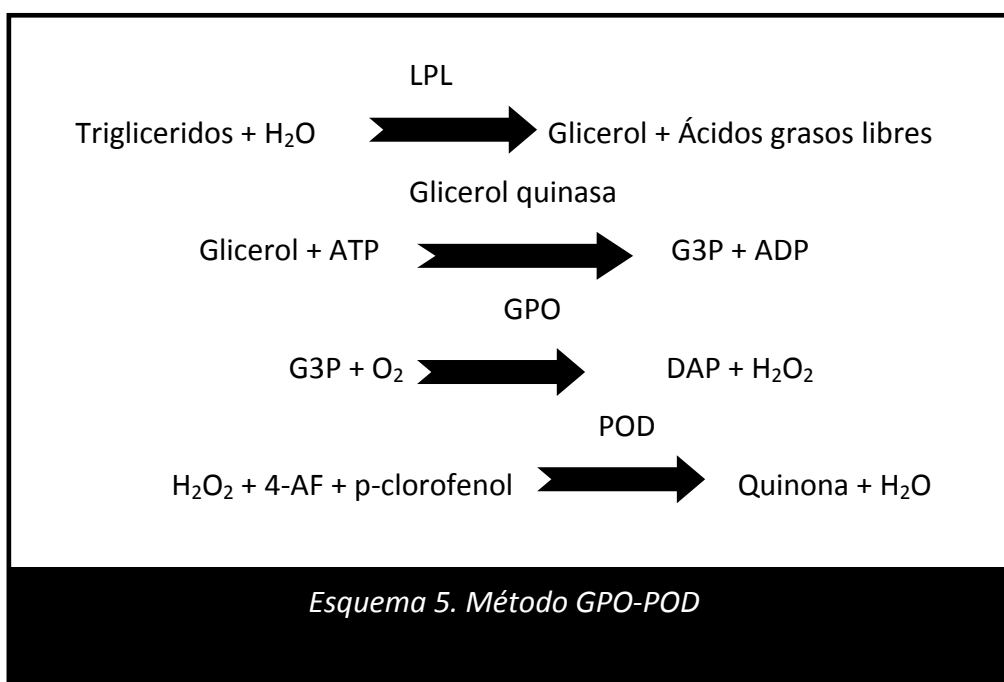 LPL
Trigliceridos + H₂O Glicerol + Ácidos grasos libres
Glicerol quinasa
Glicerol + ATP G3P + ADP
GPO
G3P + O₂ DAP + H₂O₂
POD
H₂O₂ + 4-AF + p-clorofenol Quinona + H₂O
Esquema 5. Método GPO-POD